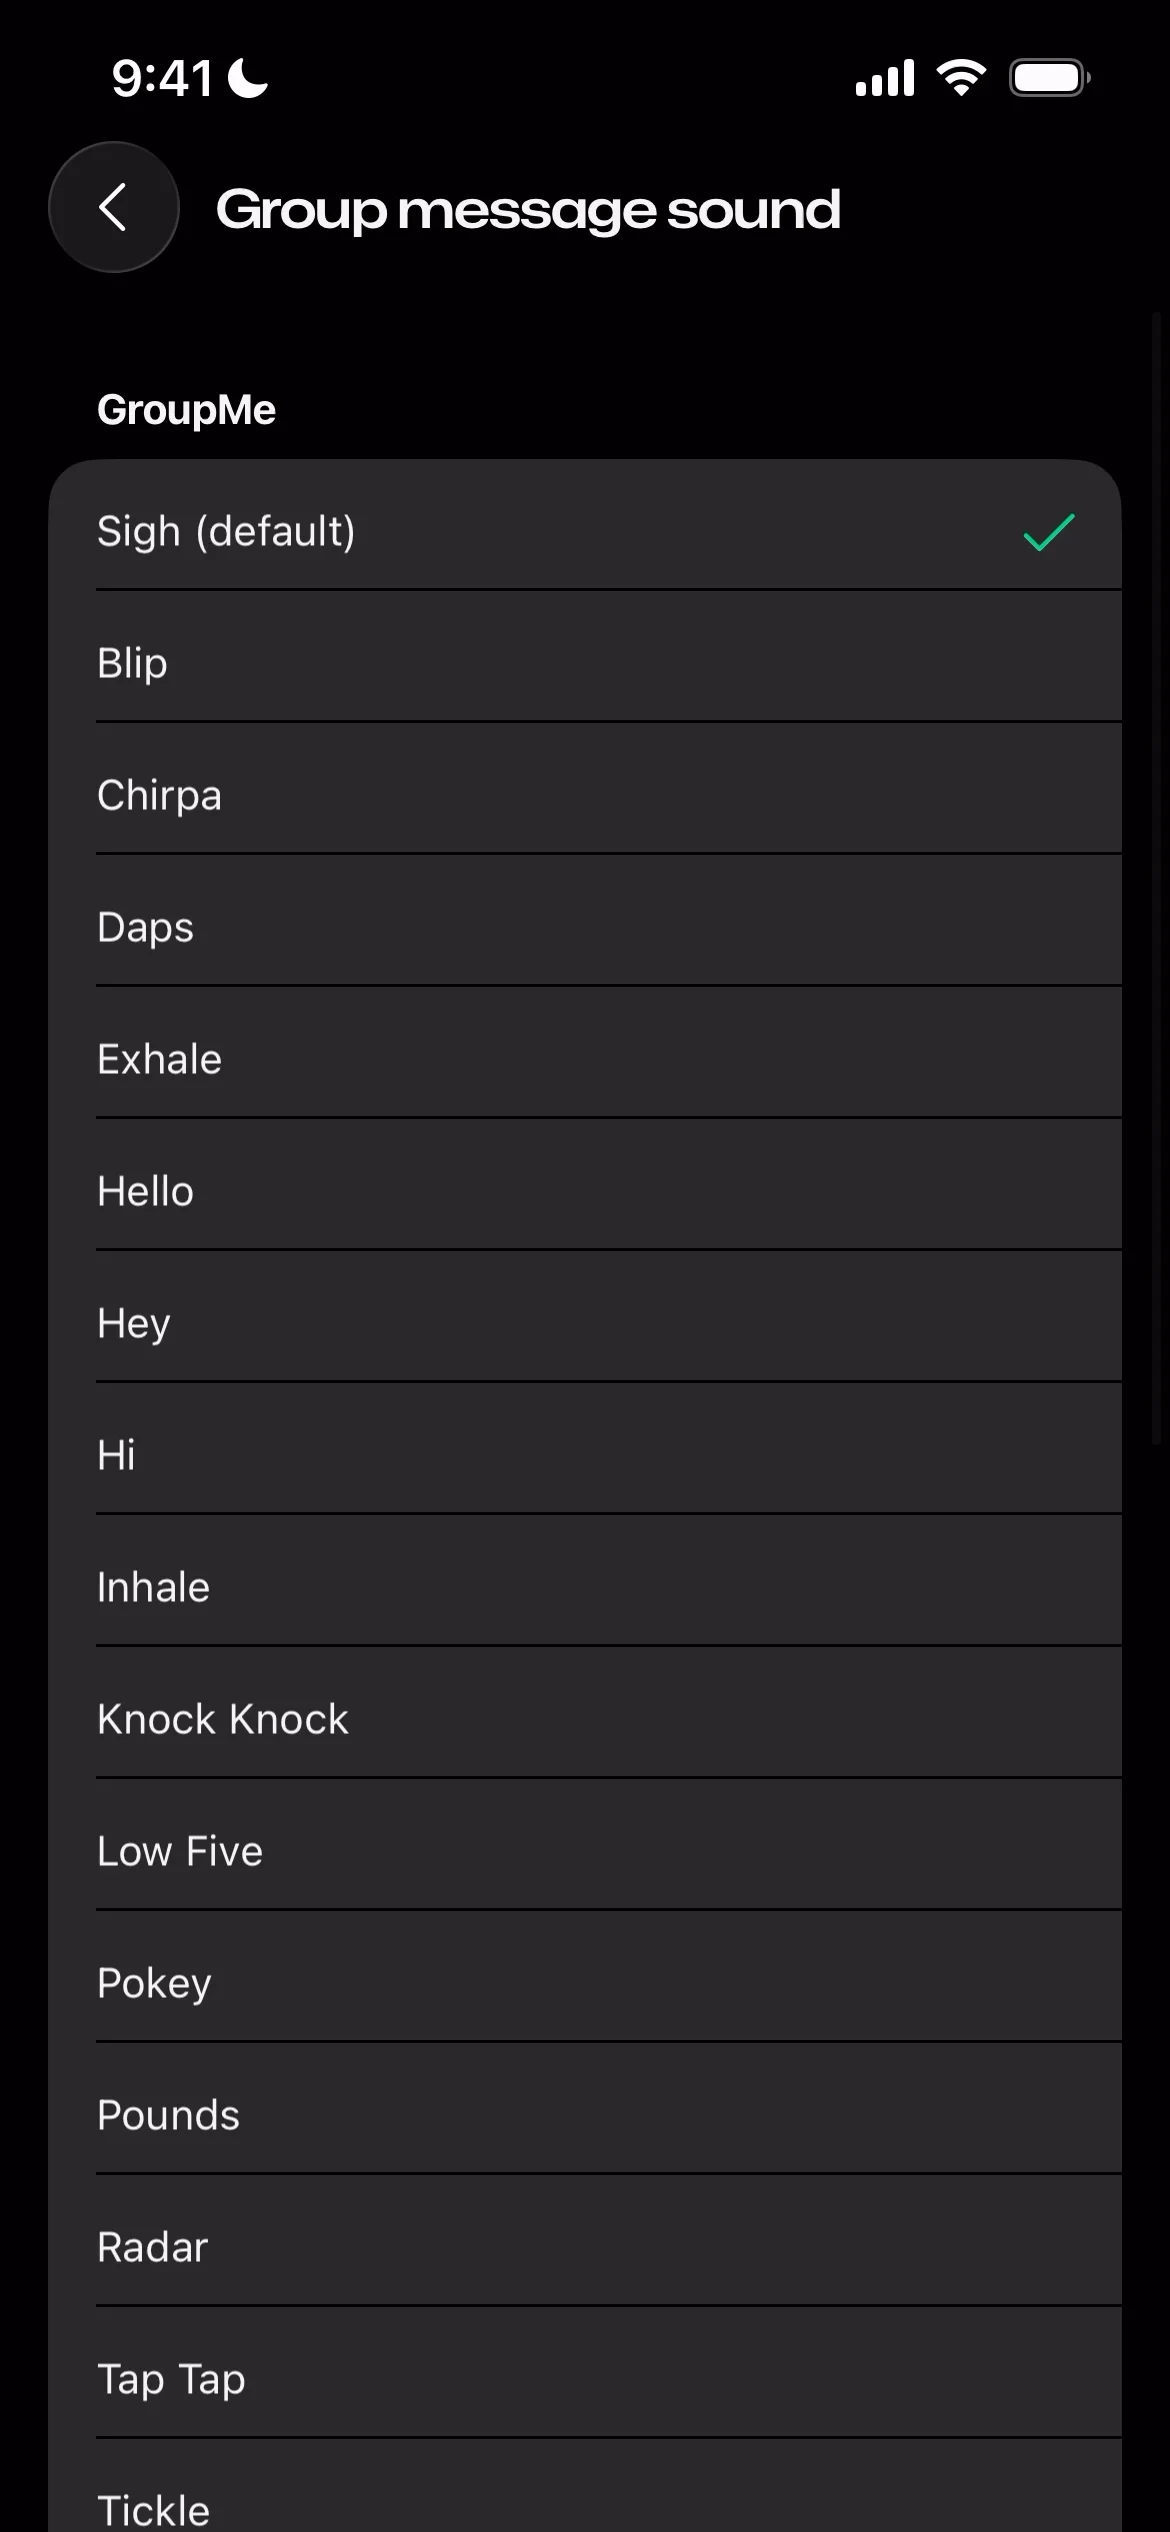 9:41
Group message sound
GroupMe
Sigh (default)
Blip
Chirpa
Daps
Exhale
Hello
Hey
Hi
Inhale
Knock Knock
Low Five
Pokey
Pounds
Radar
Tap Tap
Tickle